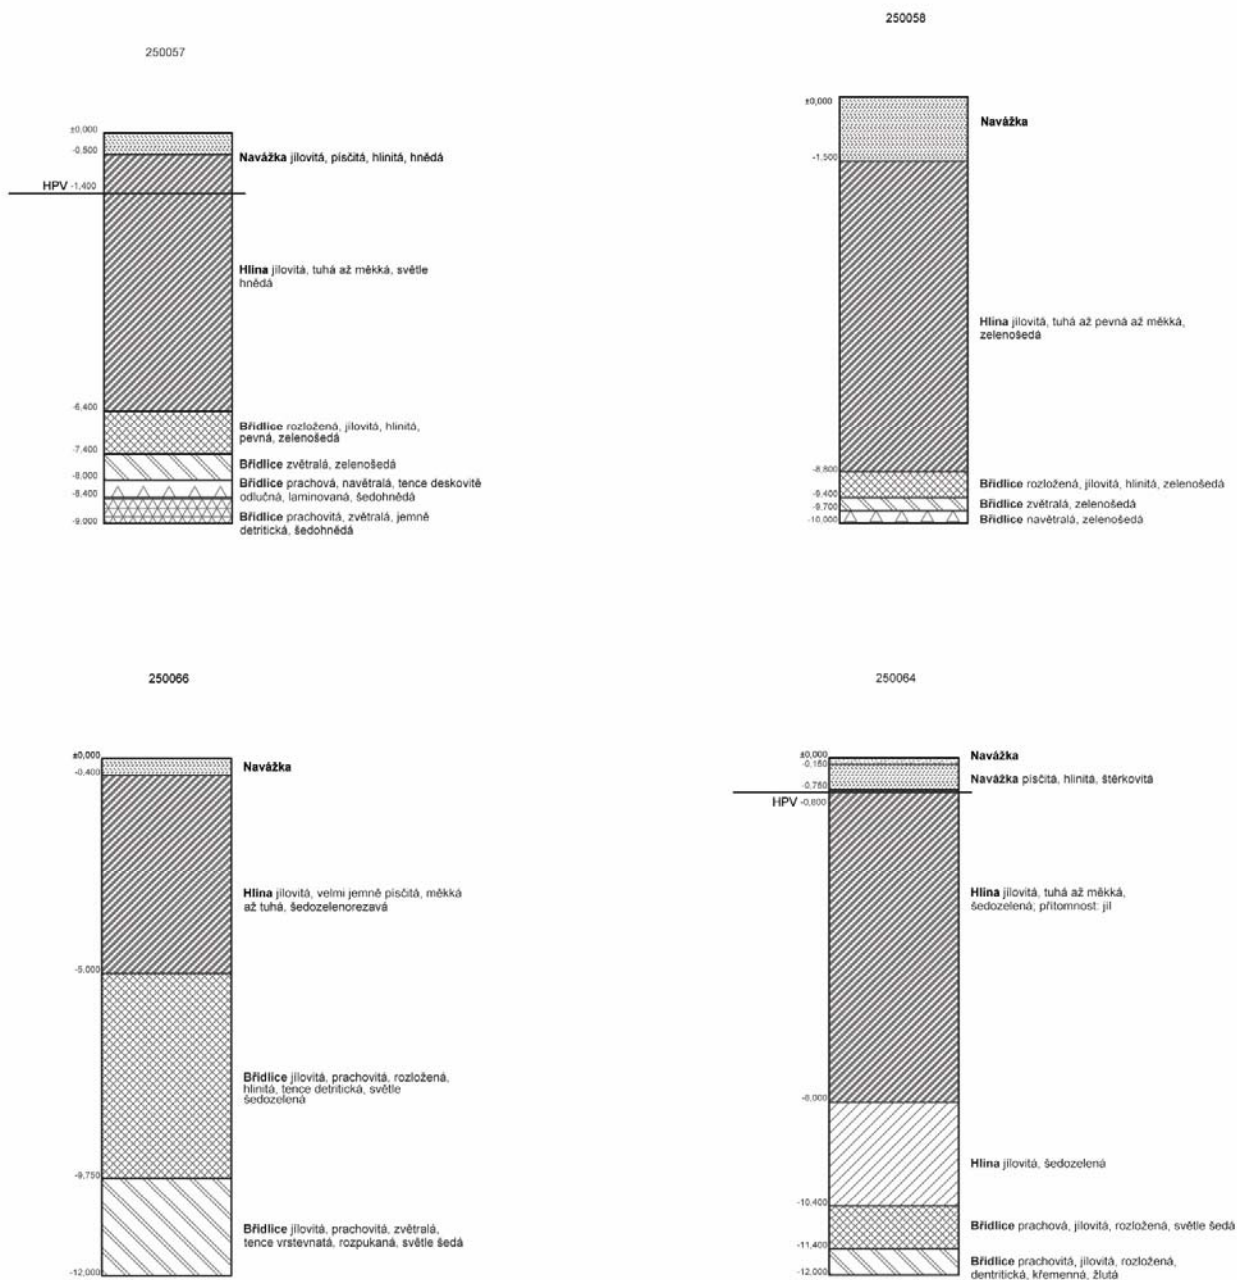 250057
±0,000
-0,500
Navážka jílovitá, písčitá, hlinitá, hnědá
HPV -1,400
Hlína jílovitá, tuhá až měkká, světle
hnědá
-6,400
Břidlice rozložená, jílovitá, hlinitá,
pevná, zelenošedá
-7,400
Břidlice zvětralá, zelenošedá
-8,000
Břidlice prachová, navětralá, tence deskovitě
odlučná, laminovaná, šedohnědá
-8,400
Břidlice prachovitá, zvětralá, jemně
detritická, šedohnědá
-9,000
250058
±0,000
Navážka
-1,500
Hlína jílovitá, tuhá až pevná až měkká,
zelenošedá
-8,800
Břidlice rozložená, jílovitá, hlinitá, zelenošedá
-9,400
Břidlice zvětralá, zelenošedá
-9,700
Břidlice navětralá, zelenošedá
-10,000
250066
±0,000
Navážka
-0,400
Hlína jílovitá, velmi jemně písčitá, měkká
až tuhá, šedozelenorezavá
-5,000
Břidlice jílovitá, prachovitá, rozložená,
hlinitá, tence detritická, světle
šedozelená
-9,750
Břidlice jílovitá, prachovitá, zvětralá,
tence vrstevnatá, rozpukaná, světle šedá
-12,000
250064
±0,000
Navážka
-0,150
Navážka písčitá, hlinitá, štěrkovitá
-0,750
HPV -0,800
Hlína jílovitá, tuhá až měkká,
šedozelená; přítomnost: jíl
-8,000
Hlína jílovitá, šedozelená
-10,400
Břidlice prachová, jílovitá, rozložená, světle šedá
-11,400
Břidlice prachovitá, jílovitá, rozložená,
dentritická, křemenná, žlutá
-12,000